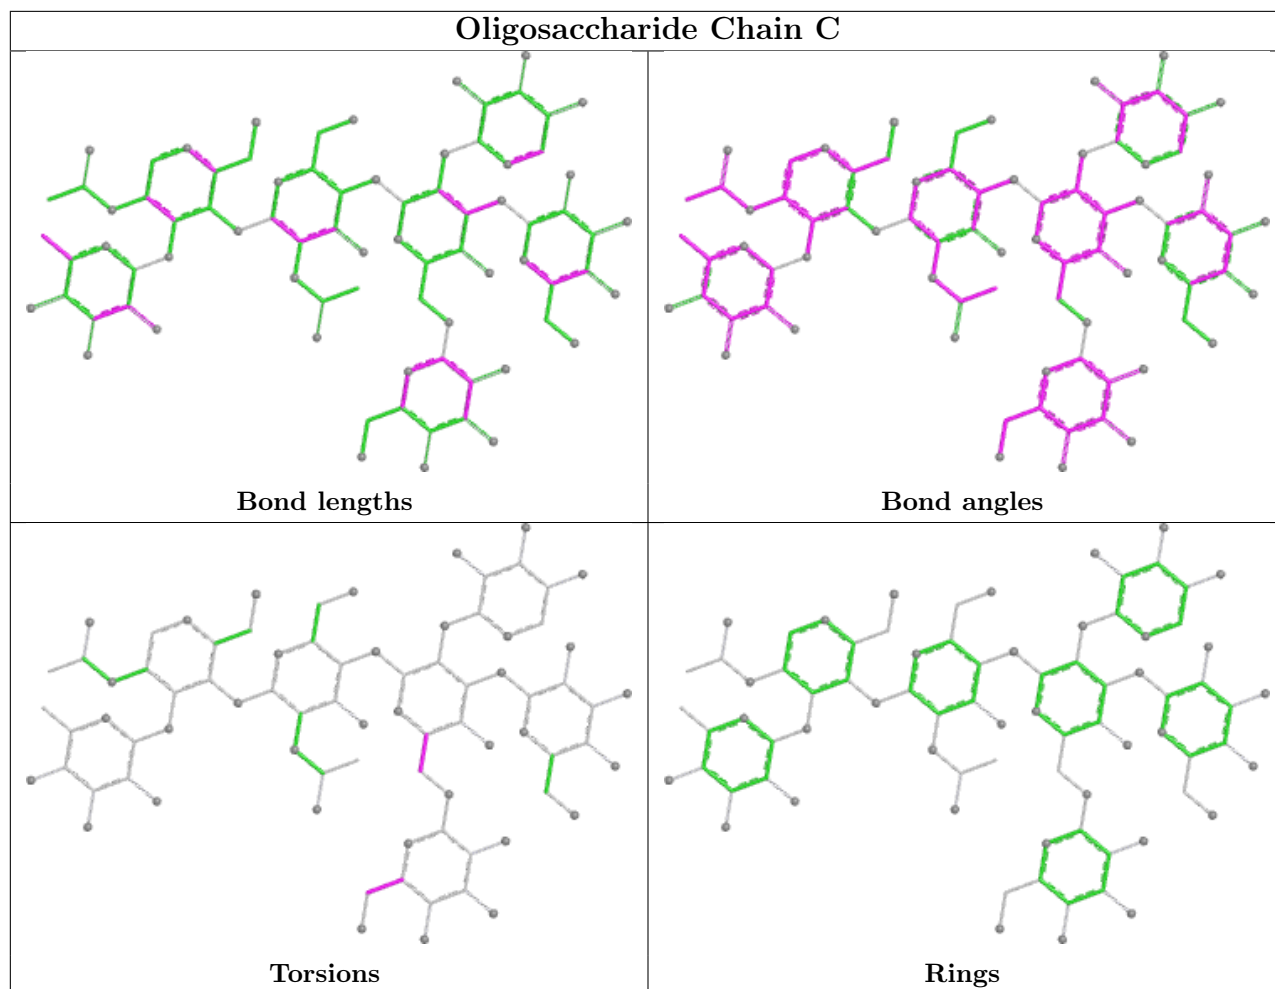 Oligosaccharide Chain C
Bond lengths
Bond angles
Torsions
Rings